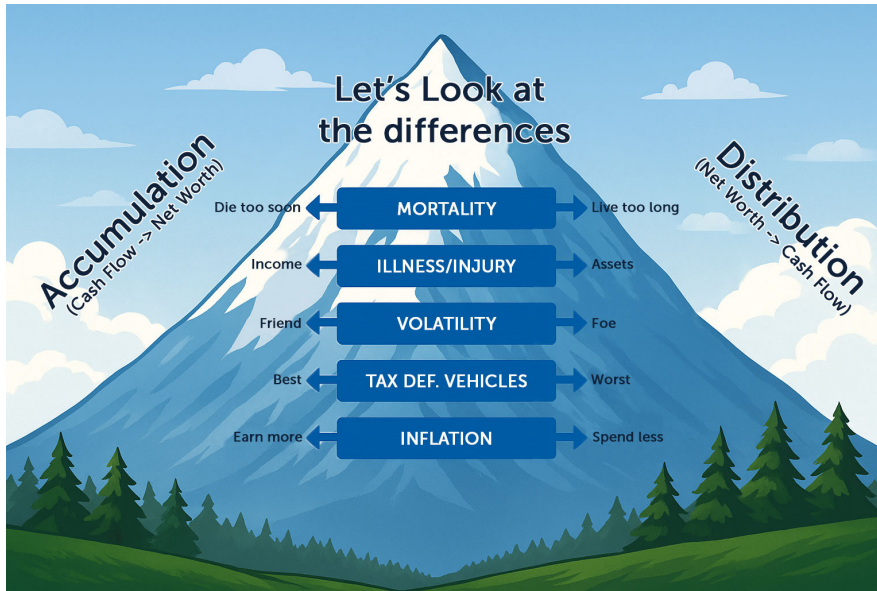 Let's Look at
the differences
Accumulation
(Cash Flow -> Net Worth)
Distribution
(Net Worth -> Cash Flow)
Die too soon MORTALITY Live too long
Income ILLNESS/INJURY Assets
Friend VOLATILITY Foe
Best TAX DEF. VEHICLES Worst
Earn more INFLATION Spend less